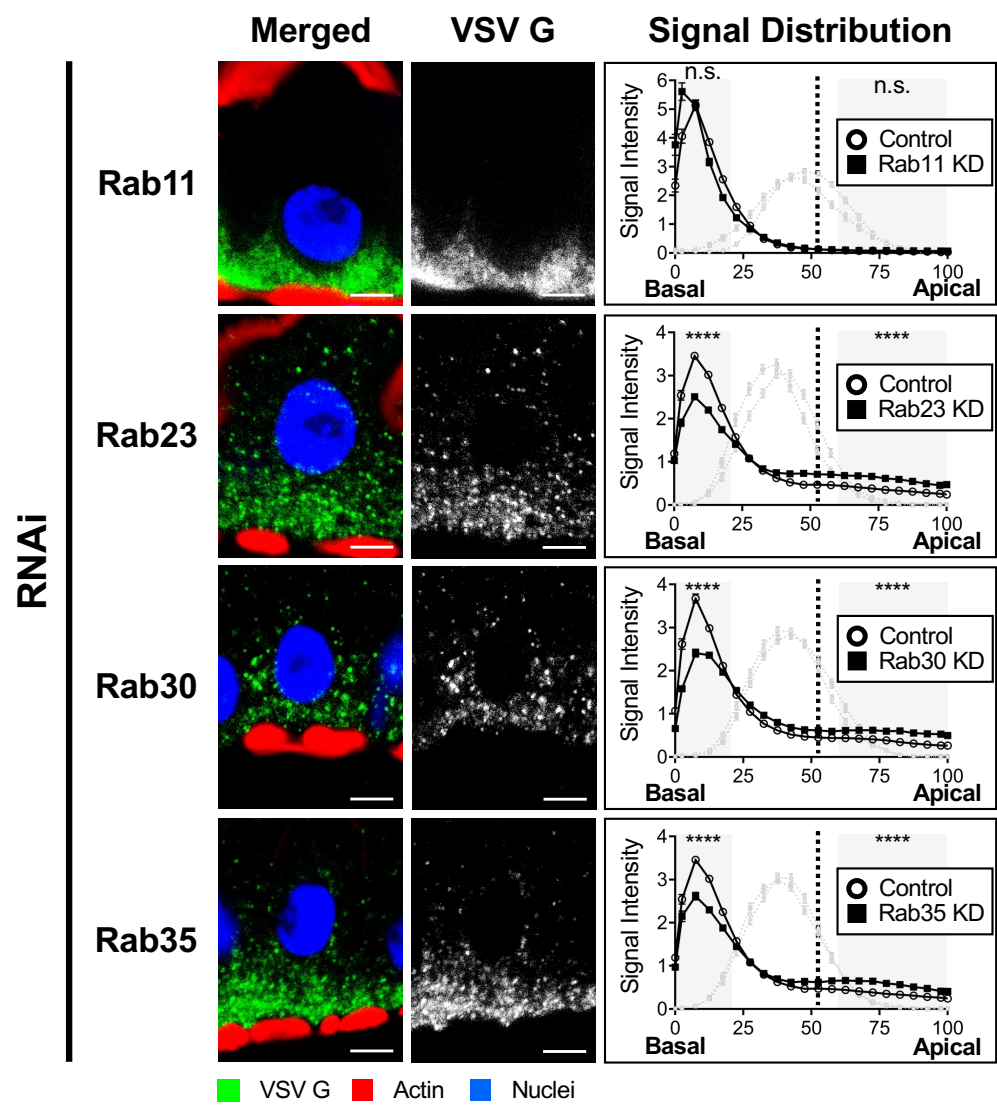 Merged VSV G Signal Distribution
RNAi
Rab11
Signal Intensity
6
5
4
3
2
1
0
n.s.
n.s.
Control
Rab11 KD
0 25 50 75 100
Basal Apical
Rab23
Signal Intensity
4
3
2
1
0
****
****
Control
Rab23 KD
0 25 50 75 100
Basal Apical
Rab30
Signal Intensity
4
3
2
1
0
****
****
Control
Rab30 KD
0 25 50 75 100
Basal Apical
Rab35
Signal Intensity
4
3
2
1
0
****
****
Control
Rab35 KD
0 25 50 75 100
Basal Apical
VSV G Actin Nuclei